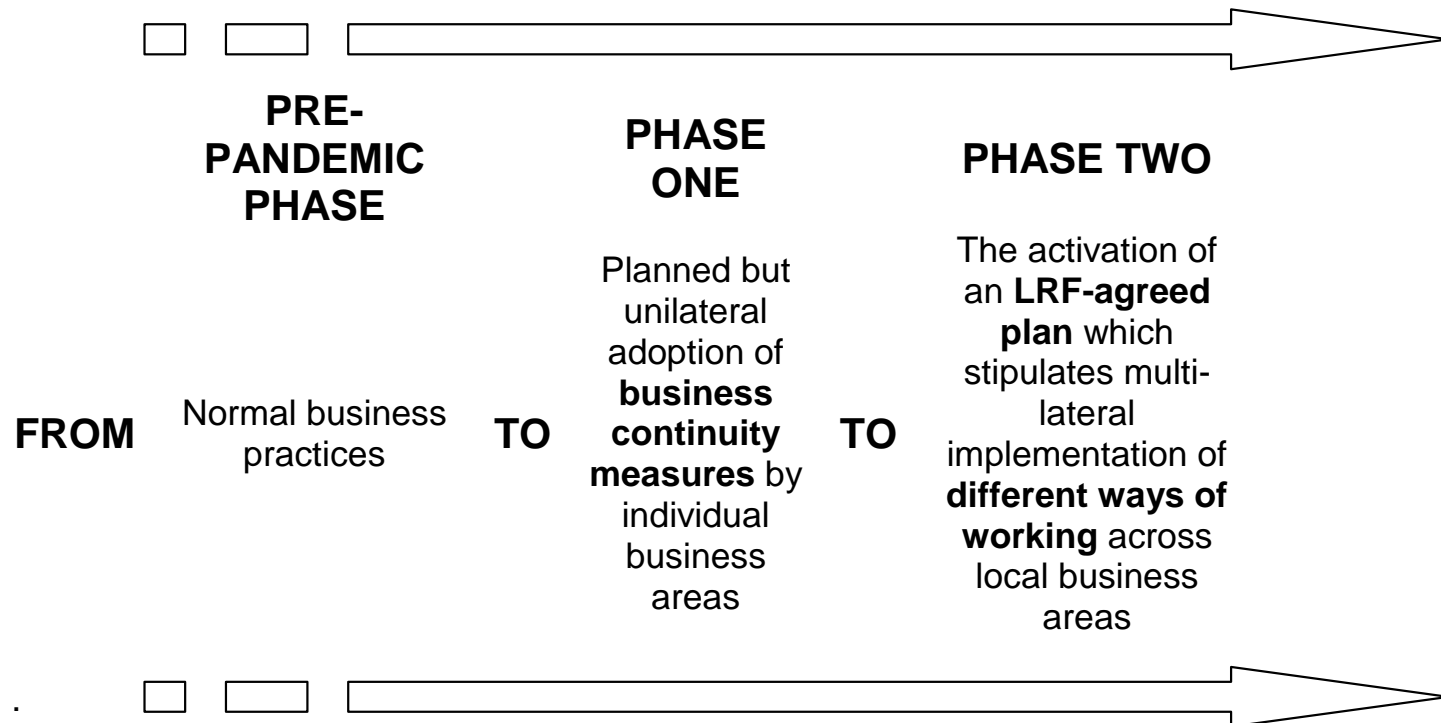 PRE-
PANDEMIC
PHASE
PHASE
ONE
PHASE TWO
FROM
Normal business
practices
TO
Planned but
unilateral
adoption of
business
continuity
measures by
individual
business
areas
TO
The activation of
an LRF-agreed
plan which
stipulates multi-
lateral
implementation of
different ways of
working across
local business
areas
.